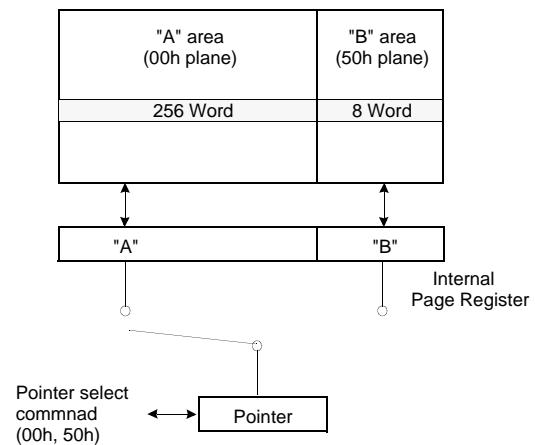 "A" area
(00h plane)
"B" area
(50h plane)
256 Word
8 Word
"A"
"B"
Internal
Page Register
Pointer select
commnad
(00h, 50h)
Pointer